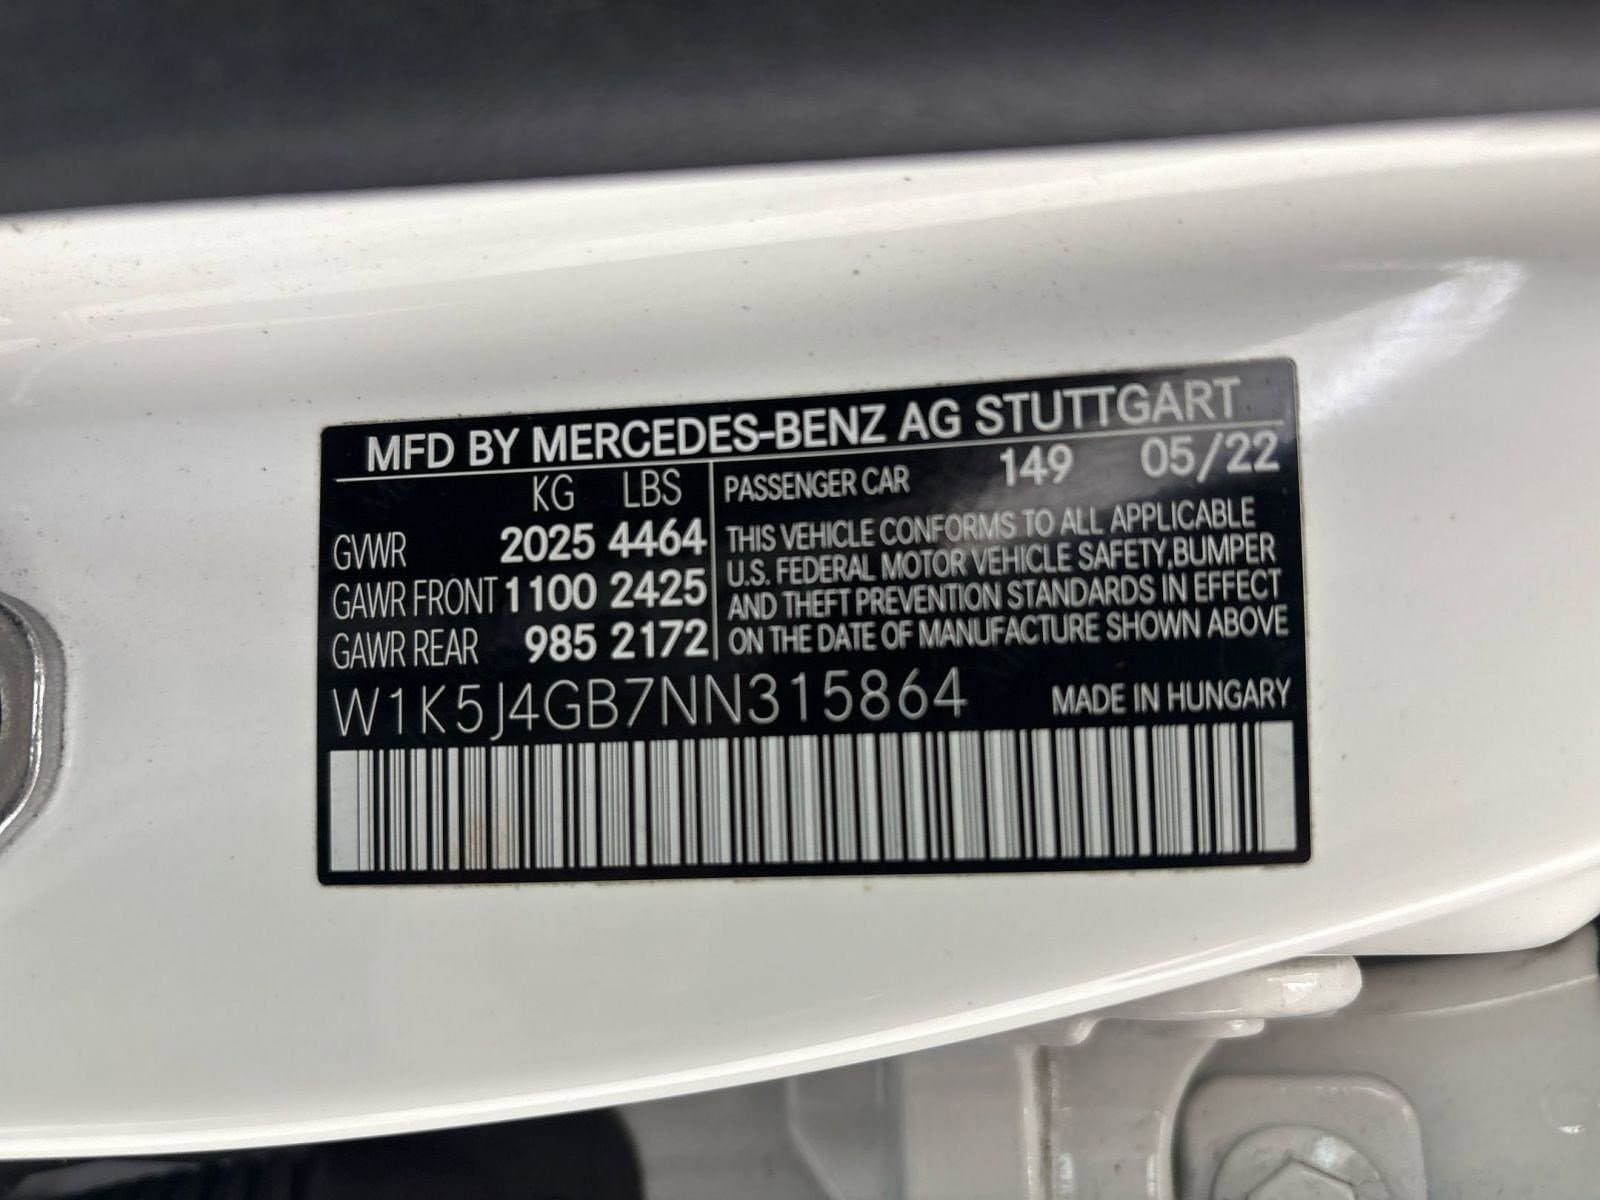 MFD BY MERCEDES-BENZ AG STUTTGART
KG LBS
GVWR 2025 4464
GAWR FRONT 1100 2425
GAWR REAR 985 2172
PASSENGER CAR 149 05/22
THIS VEHICLE CONFORMS TO ALL APPLICABLE
U.S. FEDERAL MOTOR VEHICLE SAFETY,BUMPER
AND THEFT PREVENTION STANDARDS IN EFFECT
ON THE DATE OF MANUFACTURE SHOWN ABOVE
W1K5J4GB7NN315864
MADE IN HUNGARY